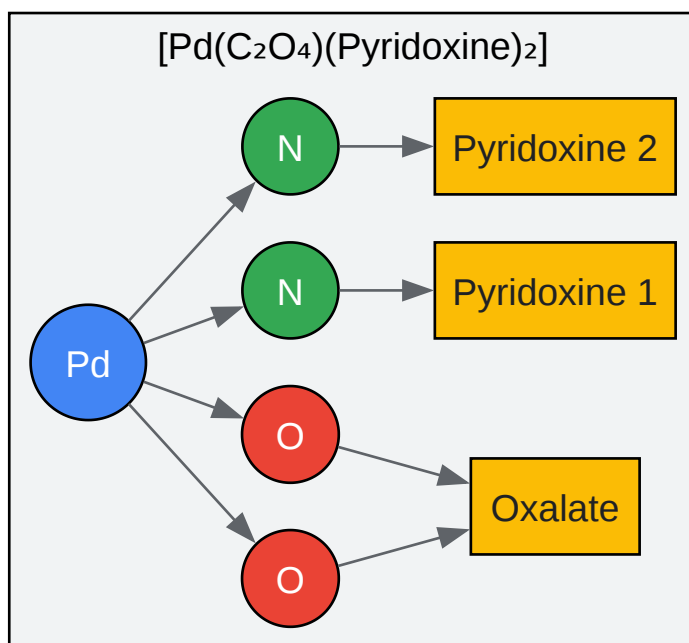 [Pd(C₂O₄)(Pyridoxine)₂]
N
Pyridoxine 2
N
Pyridoxine 1
Pd
O
Oxalate
O